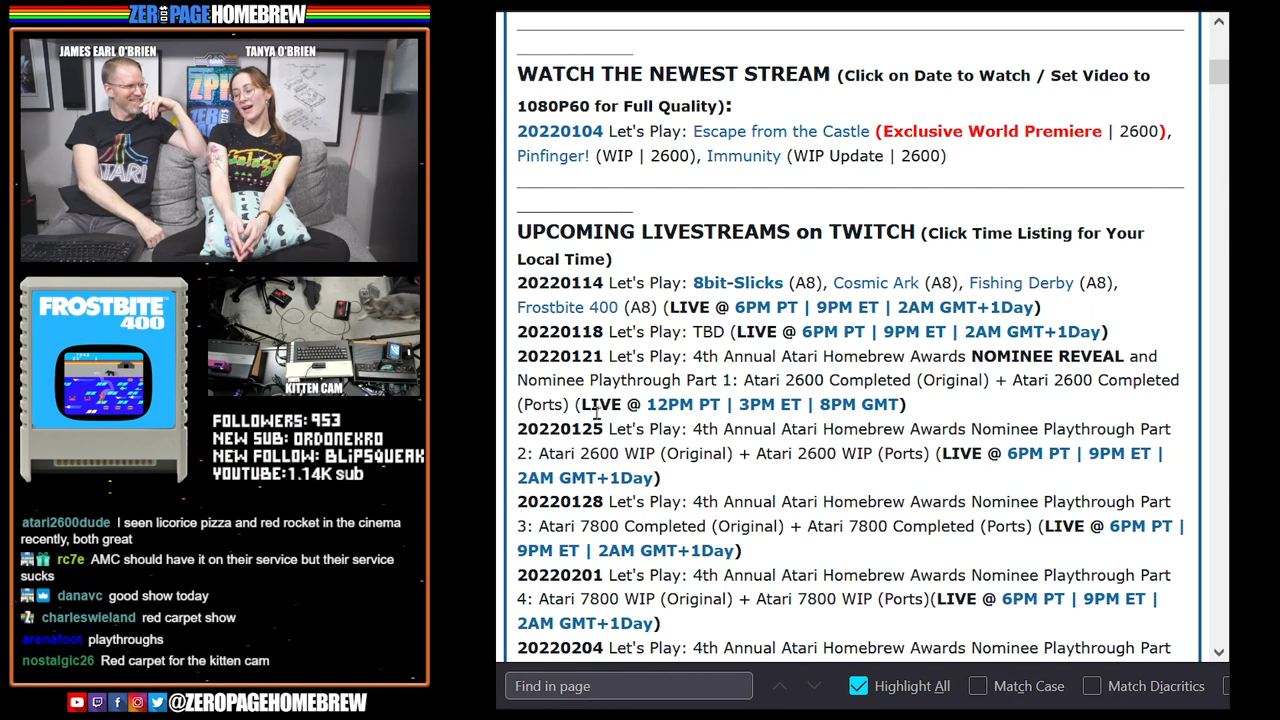 ZERO PAGE HOMEBREW
JAMES EARL O'BRIEN
TANYA O'BRIEN
ATARI
Galaga
ZPH
FROSTBITE
400
KITTEN CAM
FOLLOWERS: 953
NEW SUB: ORDONEKRO
NEW FOLLOW: BLIPSQUERK
YOUTUBE:1.14K sub
atari2600dude I seen licorice pizza and red rocket in the cinema
recently, both great
rc7e AMC should have it on their service but their service
sucks
danavc good show today
charleswieland red carpet show
arenafoot playthroughs
nostalgic26 Red carpet for the kitten cam
@ZEROPAGEHOMEBREW
WATCH THE NEWEST STREAM (Click on Date to Watch / Set Video to
1080P60 for Full Quality):
20220104 Let's Play: Escape from the Castle (Exclusive World Premiere | 2600),
Pinfinger! (WIP | 2600), Immunity (WIP Update | 2600)
UPCOMING LIVESTREAMS on TWITCH (Click Time Listing for Your
Local Time)
20220114 Let's Play: 8bit-Slicks (A8), Cosmic Ark (A8), Fishing Derby (A8),
Frostbite 400 (A8) (LIVE @ 6PM PT | 9PM ET | 2AM GMT+1Day)
20220118 Let's Play: TBD (LIVE @ 6PM PT | 9PM ET | 2AM GMT+1Day)
20220121 Let's Play: 4th Annual Atari Homebrew Awards NOMINEE REVEAL and
Nominee Playthrough Part 1: Atari 2600 Completed (Original) + Atari 2600 Completed
(Ports) (LIVE @ 12PM PT | 3PM ET | 8PM GMT)
20220125 Let's Play: 4th Annual Atari Homebrew Awards Nominee Playthrough Part
2: Atari 2600 WIP (Original) + Atari 2600 WIP (Ports) (LIVE @ 6PM PT | 9PM ET |
2AM GMT+1Day)
20220128 Let's Play: 4th Annual Atari Homebrew Awards Nominee Playthrough Part
3: Atari 7800 Completed (Original) + Atari 7800 Completed (Ports) (LIVE @ 6PM PT |
9PM ET | 2AM GMT+1Day)
20220201 Let's Play: 4th Annual Atari Homebrew Awards Nominee Playthrough Part
4: Atari 7800 WIP (Original) + Atari 7800 WIP (Ports)(LIVE @ 6PM PT | 9PM ET |
2AM GMT+1Day)
20220204 Let's Play: 4th Annual Atari Homebrew Awards Nominee Playthrough Part
Find in page
Highlight All
Match Case
Match Diacritics